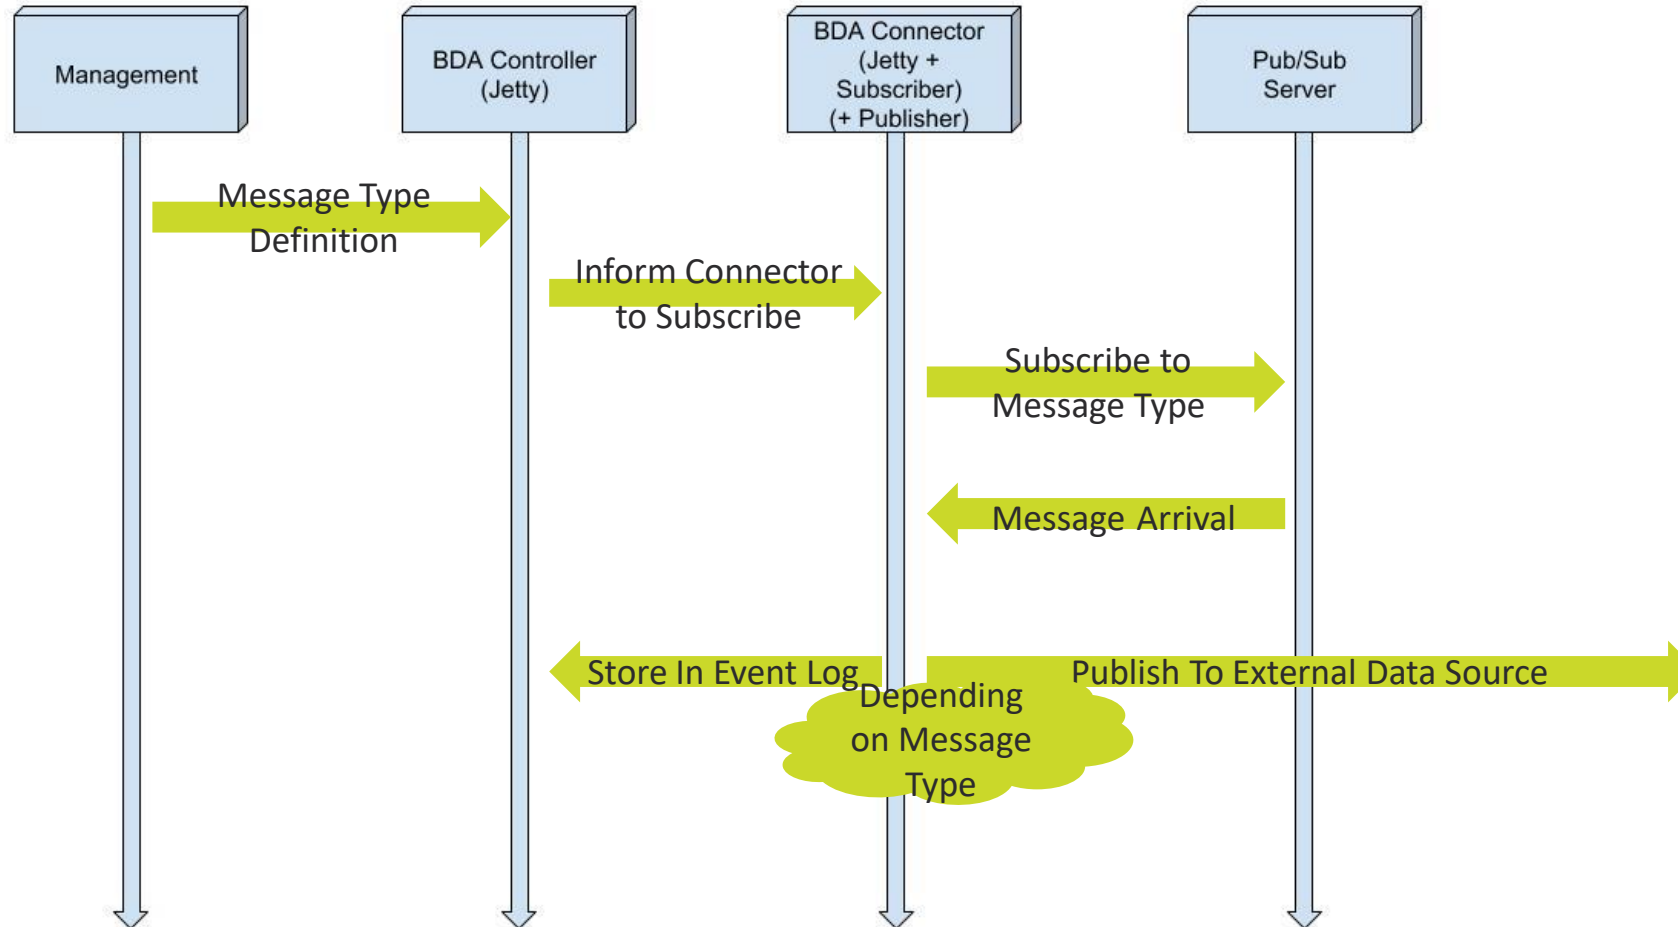 Management
BDA Controller
(Jetty)
BDA Connector
(Jetty +
Subscriber)
(+ Publisher)
Pub/Sub
Server
Message Type
Definition
Inform Connector
to Subscribe
Subscribe to
Message Type
Message Arrival
Store In Event Log
Publish To External Data Source
Depending
on Message
Type